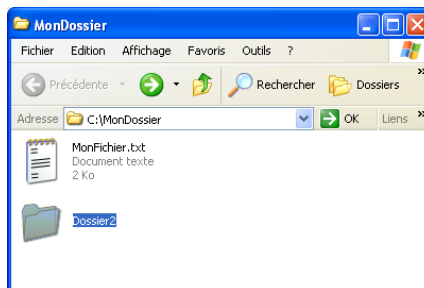 MonDossier
Fichier Edition Affichage Favoris Outils ?
Précédente Rechercher Dossiers »
Adresse C:\MonDossier OK Liens »
MonFichier.txt
Document texte
2 Ko
Dossier2